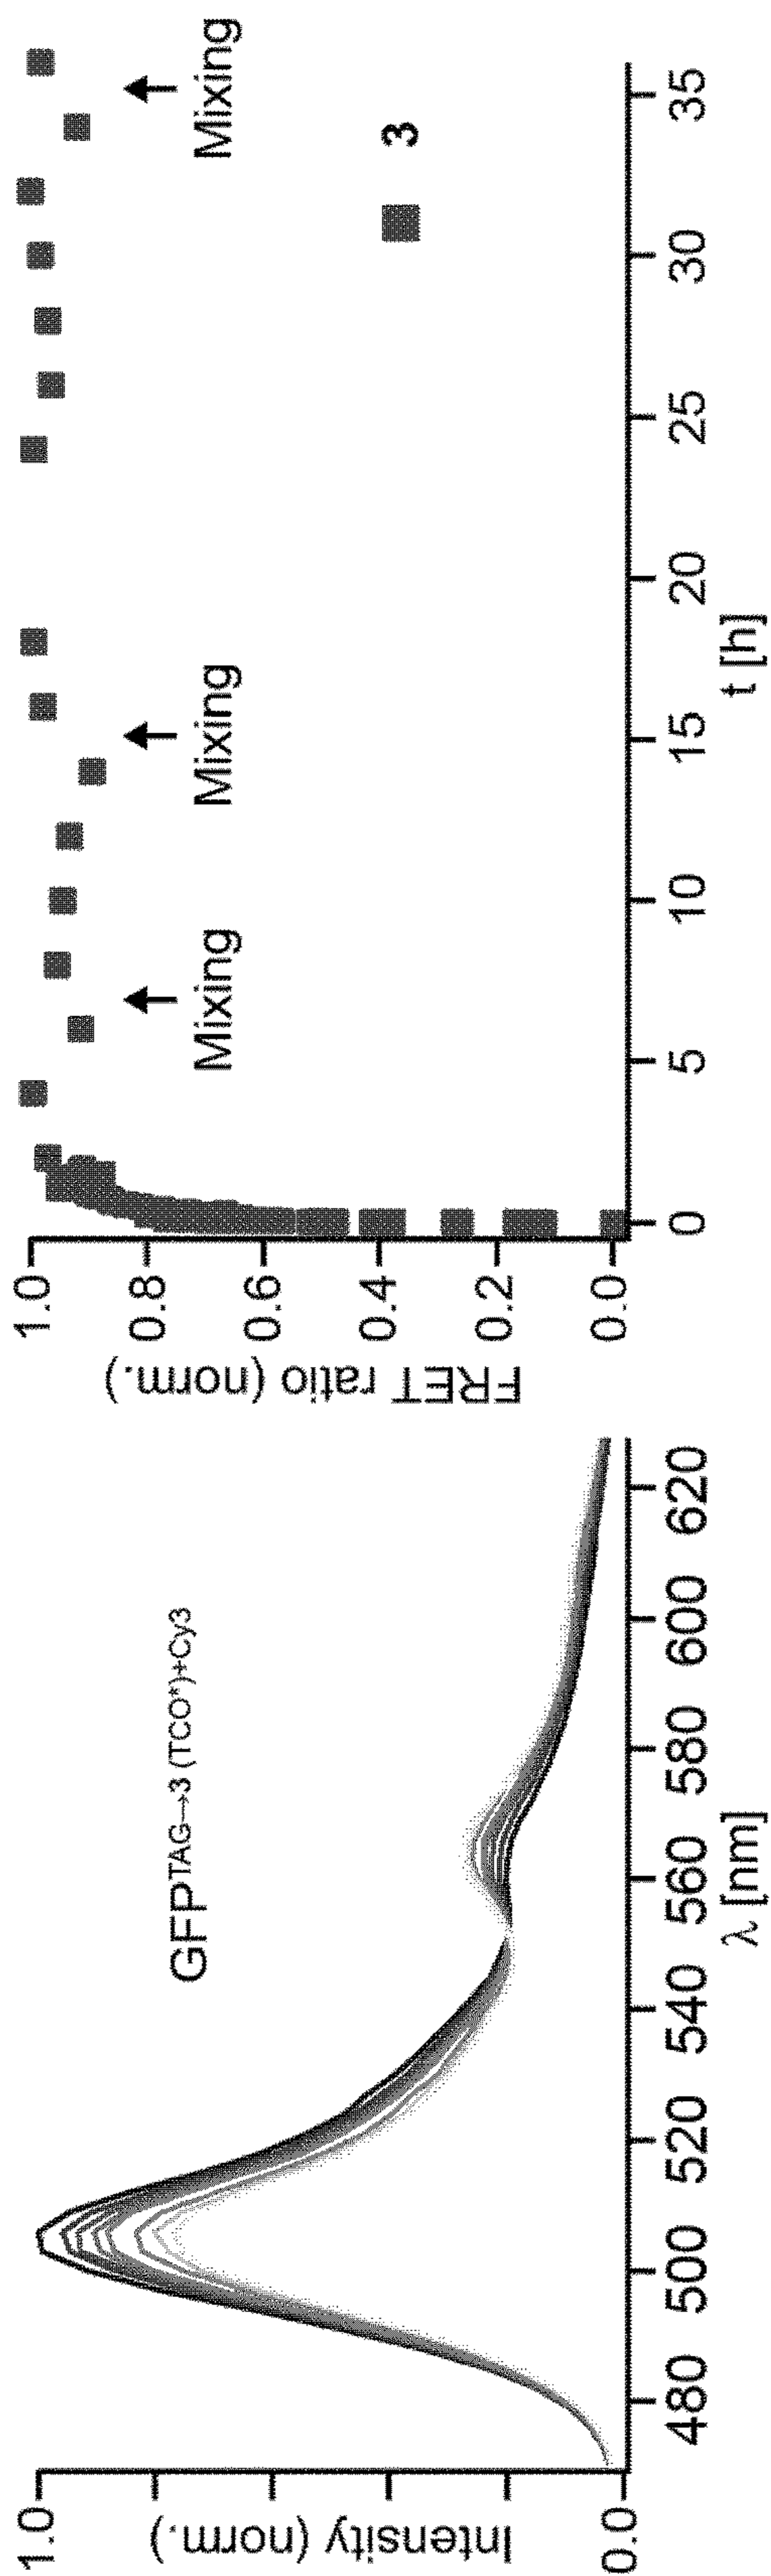 Intensity (norm.)
1.0
0.0
GFPTAG→3 (TCO*)+Cy3
480 500 520 540 560 580 600 620
λ [nm]
FRET ratio (norm.)
1.0
0.8
0.6
0.4
0.2
0.0
Mixing
Mixing
Mixing
3
0 5 10 15 20 25 30 35
t [h]